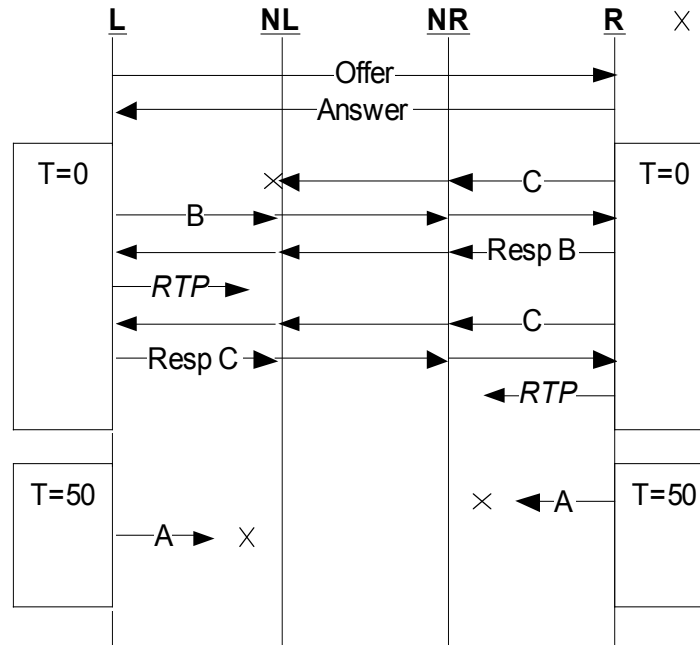 L NL NR R
Offer
Answer
T=0 T=0
C
B
Resp B
RTP
C
Resp C
RTP
T=50 T=50
A
A